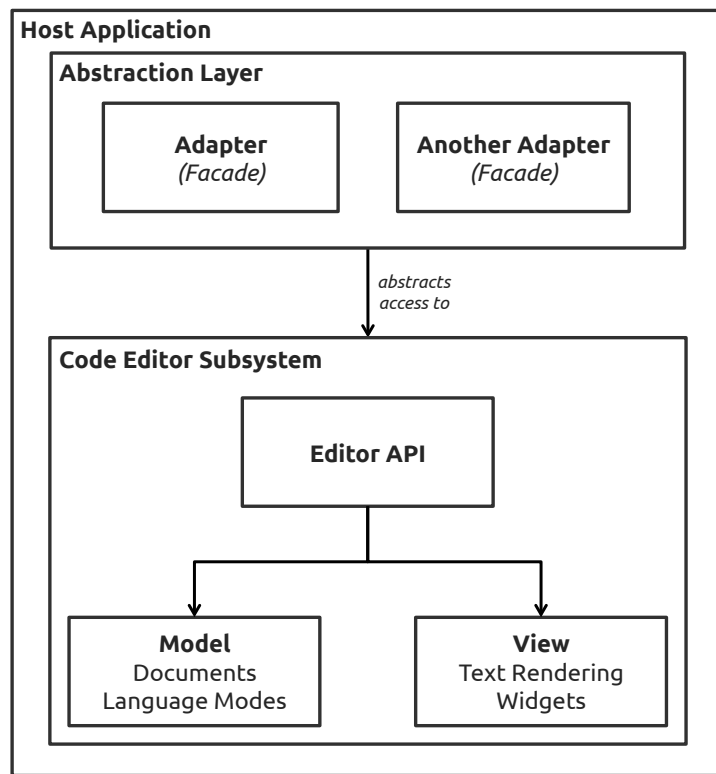 Host Application
Abstraction Layer
Adapter
(Facade)
Another Adapter
(Facade)
abstracts
access to
Code Editor Subsystem
Editor API
Model
Documents
Language Modes
View
Text Rendering
Widgets